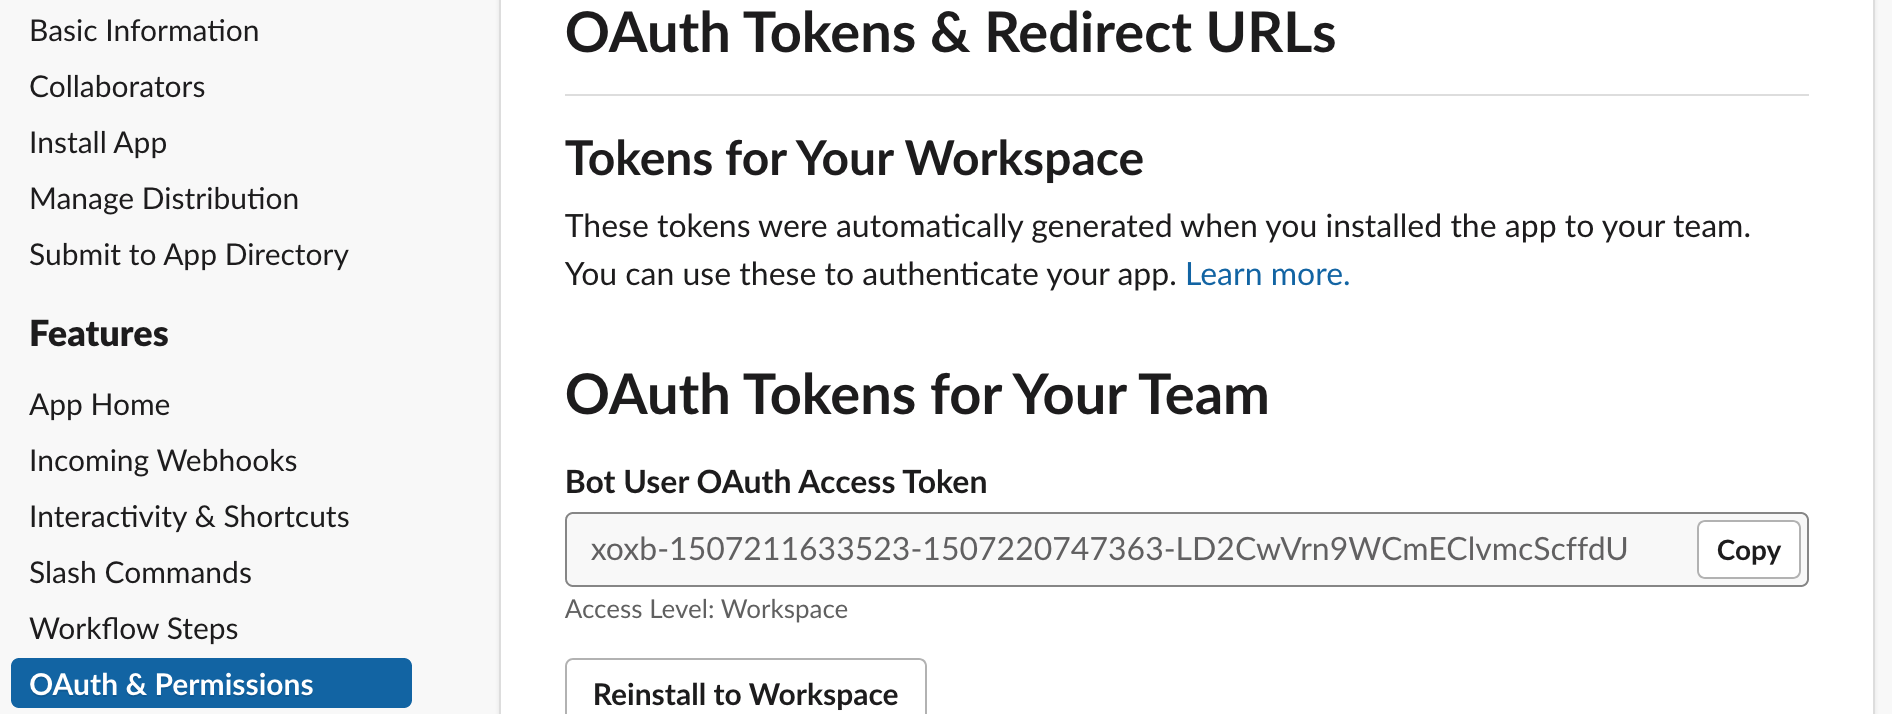 Basic Information
Collaborators
Install App
Manage Distribution
Submit to App Directory
Features
App Home
Incoming Webhooks
Interactivity & Shortcuts
Slash Commands
Workflow Steps
OAuth & Permissions
OAuth Tokens & Redirect URLs
Tokens for Your Workspace
These tokens were automatically generated when you installed the app to your team.
You can use these to authenticate your app. Learn more.
OAuth Tokens for Your Team
Bot User OAuth Access Token
xoxb-1507211633523-1507220747363-LD2CwVrn9WCmEClvmcScffdU
Copy
Access Level: Workspace
Reinstall to Workspace